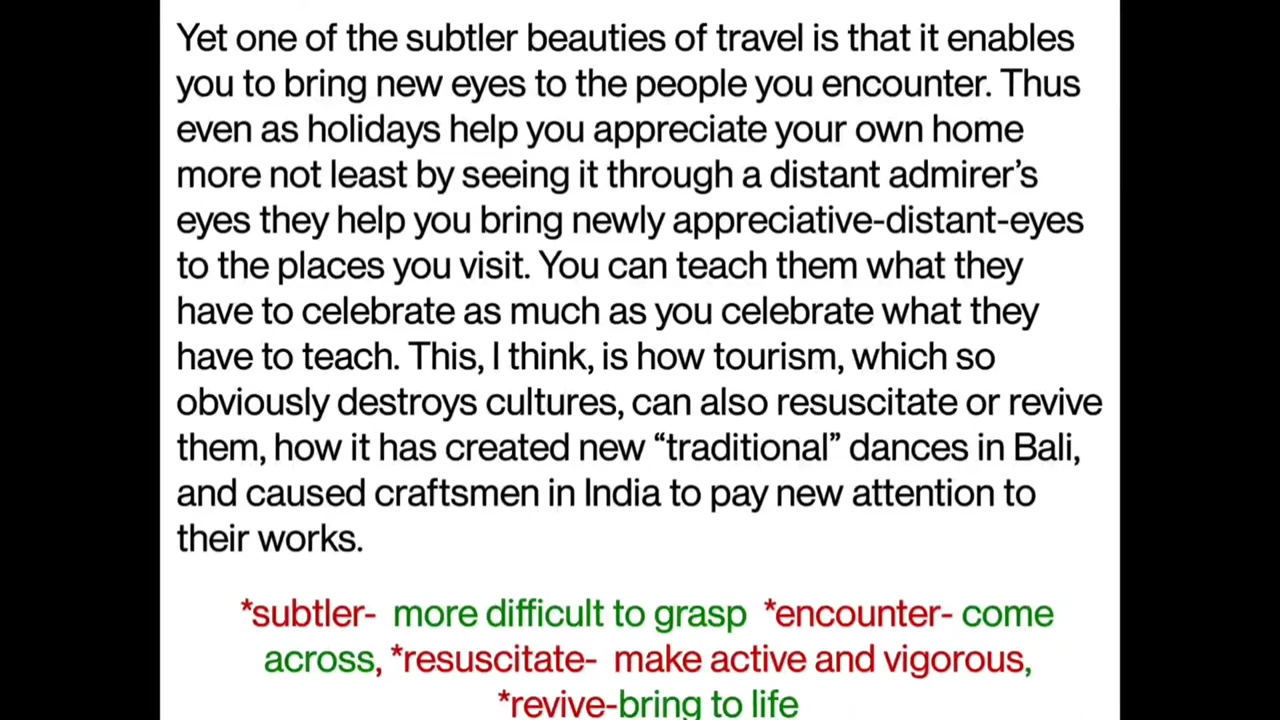 Yet one of the subtler beauties of travel is that it enables
you to bring new eyes to the people you encounter. Thus
even as holidays help you appreciate your own home
more not least by seeing it through a distant admirer’s
eyes they help you bring newly appreciative-distant-eyes
to the places you visit. You can teach them what they
have to celebrate as much as you celebrate what they
have to teach. This, I think, is how tourism, which so
obviously destroys cultures, can also resuscitate or revive
them, how it has created new “traditional” dances in Bali,
and caused craftsmen in India to pay new attention to
their works.
*subtler- more difficult to grasp *encounter- come
across, *resuscitate- make active and vigorous,
*revive-bring to life